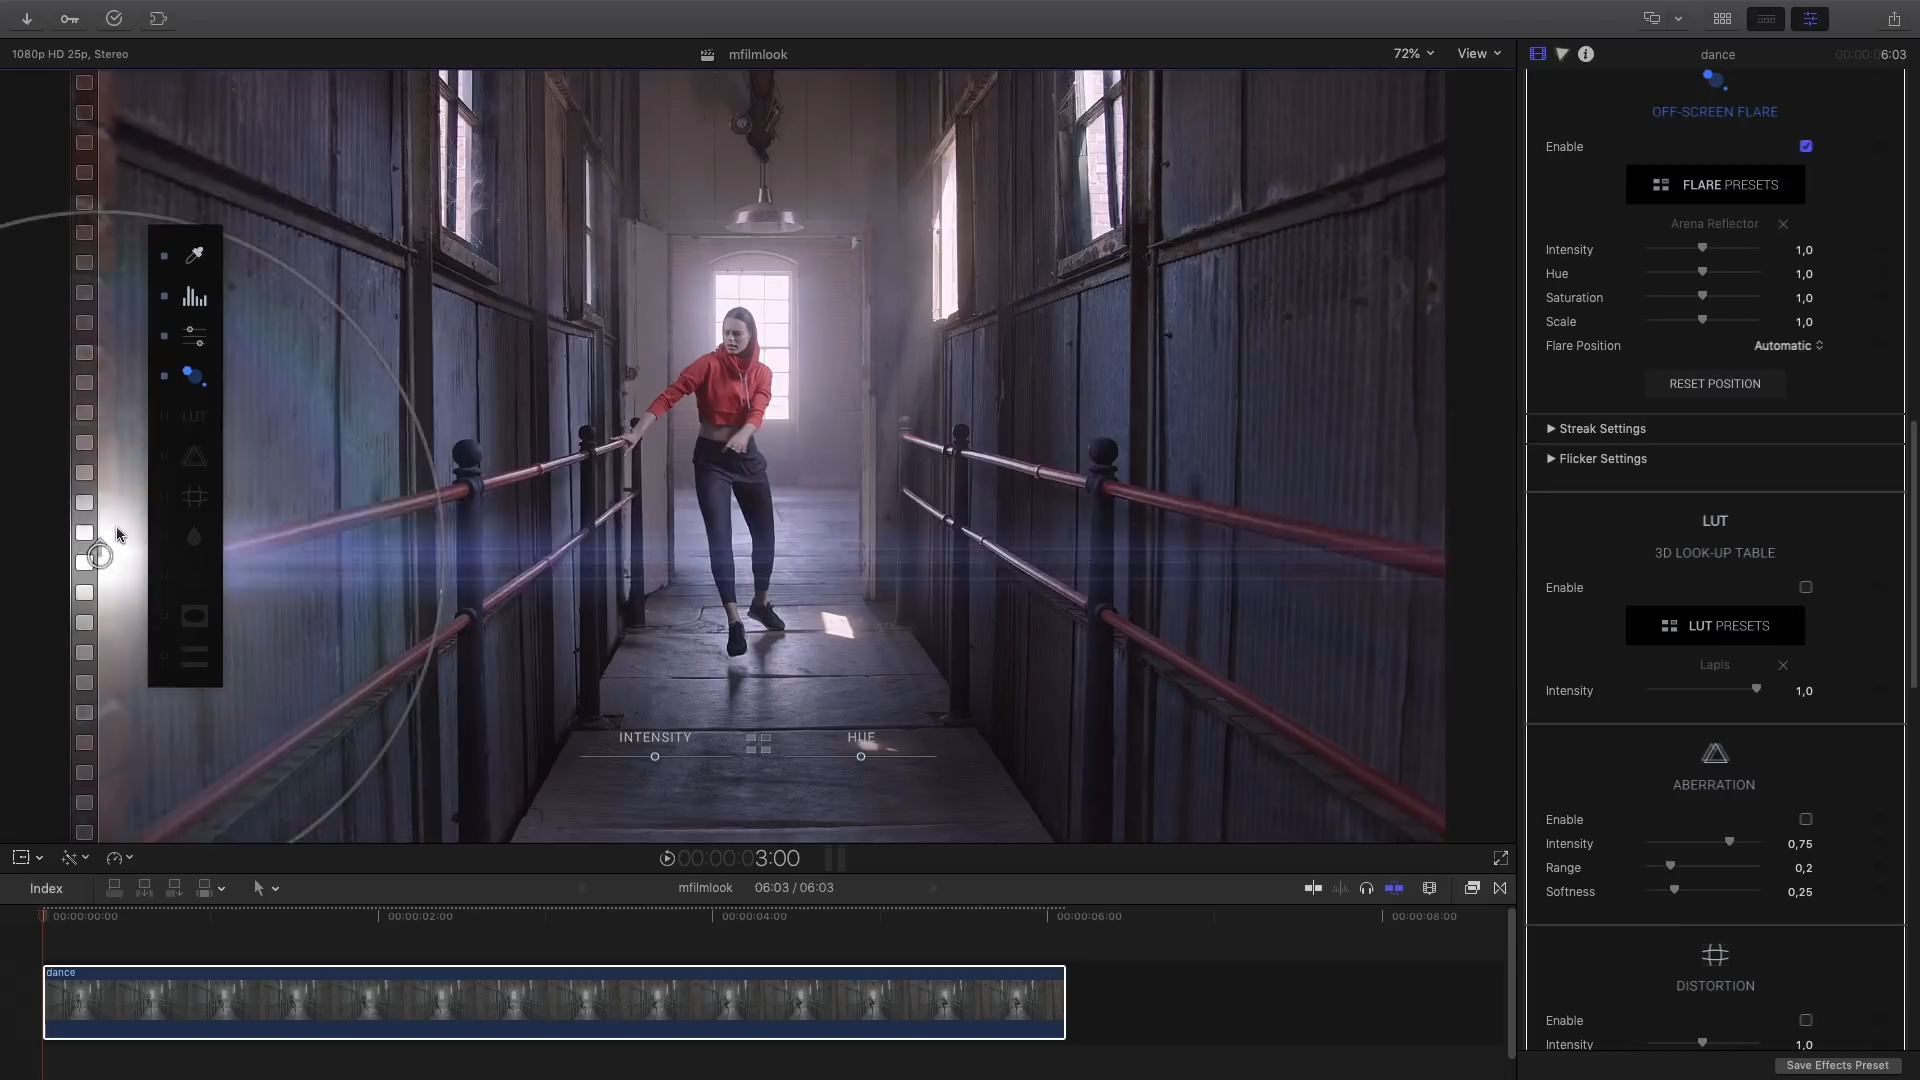 1080p HD 25p, Stereo
mfilmlook
72%
View
dance
00:00:06:03
OFF-SCREEN FLARE
Enable
FLARE PRESETS
Arena Reflector
Intensity
1,0
Hue
1,0
Saturation
1,0
Scale
1,0
Flare Position
Automatic
RESET POSITION
Streak Settings
Flicker Settings
LUT
3D LOOK-UP TABLE
Enable
LUT PRESETS
Lapis
Intensity
1,0
ABERRATION
Enable
Intensity
0,75
Range
0,2
Softness
0,25
DISTORTION
Enable
Intensity
1,0
Save Effects Preset
LUT
INTENSITY
HUE
00:00:03:00
Index
mfilmlook
06:03 / 06:03
00:00:00:00
00:00:02:00
00:00:04:00
00:00:06:00
00:00:08:00
dance